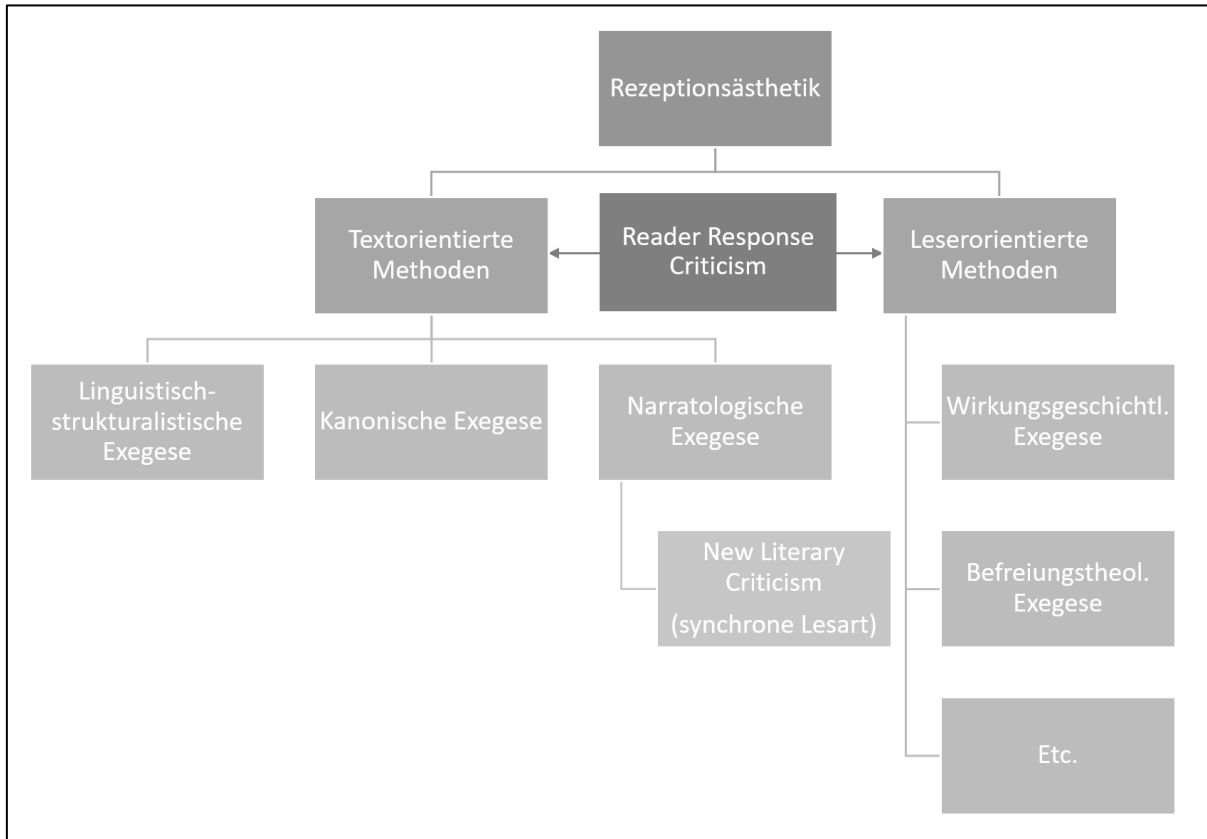 Rezeptionsästhetik
Textorientierte
Methoden
Reader Response
Criticism
Leserorientierte
Methoden
Linguistisch-
strukturalistische
Exegese
Kanonische Exegese
Narratologische
Exegese
Wirkungsgeschichtl.
Exegese
New Literary
Criticism
(synchrone Lesart)
Befreiungstheol.
Exegese
Etc.